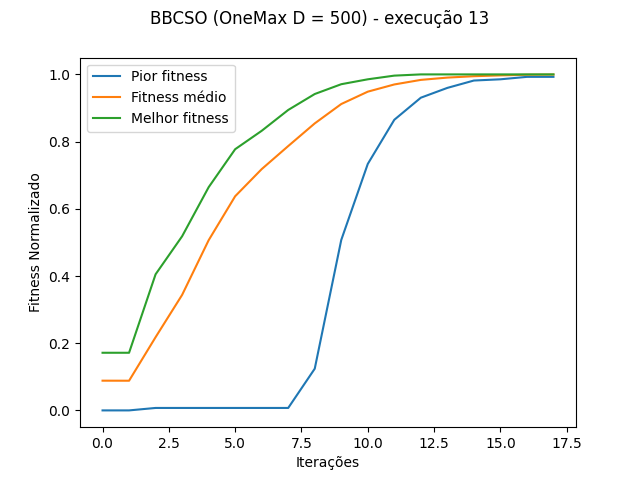 BBCSO (OneMax D = 500) - execução 13
Pior fitness
Fitness médio
Melhor fitness
Fitness Normalizado
1.0
0.8
0.6
0.4
0.2
0.0
0.0 2.5 5.0 7.5 10.0 12.5 15.0 17.5
Iterações